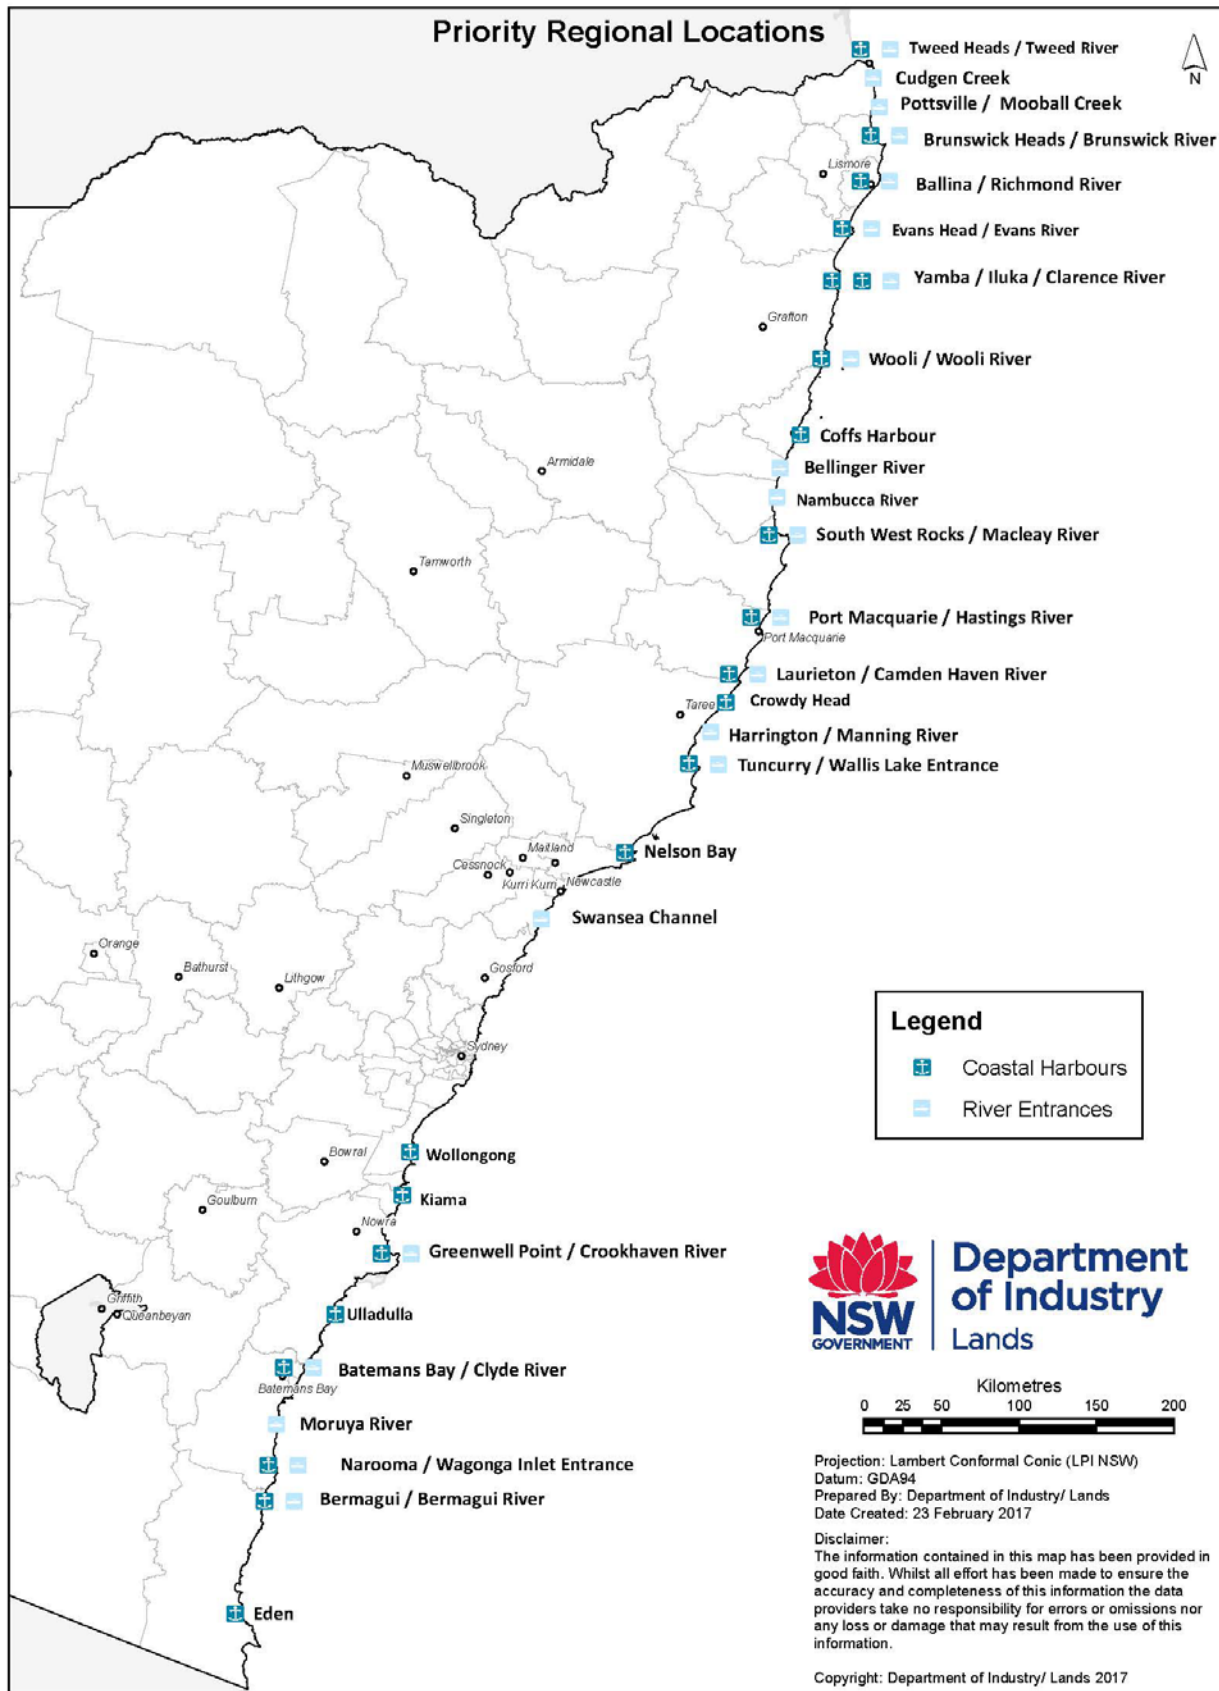 Priority Regional Locations
Tweed Heads / Tweed River
N
Cudgen Creek
Pottsville / Mooball Creek
Brunswick Heads / Brunswick River
Lismore
Ballina / Richmond River
Evans Head / Evans River
Yamba / Iluka / Clarence River
Grafton
Wooli / Wooli River
Coffs Harbour
Armidale
Bellinger River
Nambucca River
South West Rocks / Macleay River
Tamworth
Port Macquarie / Hastings River
Port Macquarie
Laurieton / Camden Haven River
Taree
Crowdy Head
Harrington / Manning River
Tuncurry / Wallis Lake Entrance
Muswellbrook
Singleton
Maitland
Nelson Bay
Cessnock
Kurri Kurri
Newcastle
Swansea Channel
Orange
Bathurst
Lithgow
Gosford
Sydney
Legend
Coastal Harbours
River Entrances
Bowral
Wollongong
Kiama
Goulburn
Nowra
Greenwell Point / Crookhaven River
Griffith
Queanbeyan
Ulladulla
Batemans Bay / Clyde River
Batemans Bay
Moruya River
Narooma / Wagonga Inlet Entrance
Bermagui / Bermagui River
Eden
NSW
GOVERNMENT
Department
of Industry
Lands
Kilometres
0 25 50 100 150 200
Projection: Lambert Conformal Conic (LPI NSW)
Datum: GDA94
Prepared By: Department of Industry/ Lands
Date Created: 23 February 2017
Disclaimer:
The information contained in this map has been provided in
good faith. Whilst all effort has been made to ensure the
accuracy and completeness of this information the data
providers take no responsibility for errors or omissions nor
any loss or damage that may result from the use of this
information.
Copyright: Department of Industry/ Lands 2017